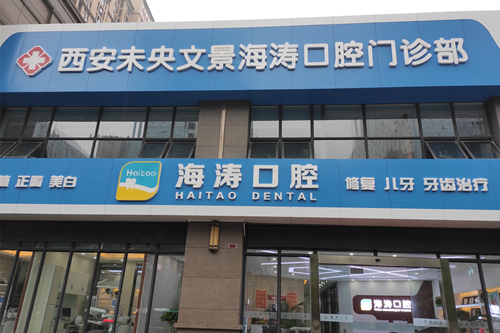 西安未央文景海涛口腔门诊部
正畸 美白
Haitao
海涛口腔
HAITAO DENTAL
修复 儿牙 牙齿治疗
海涛口腔